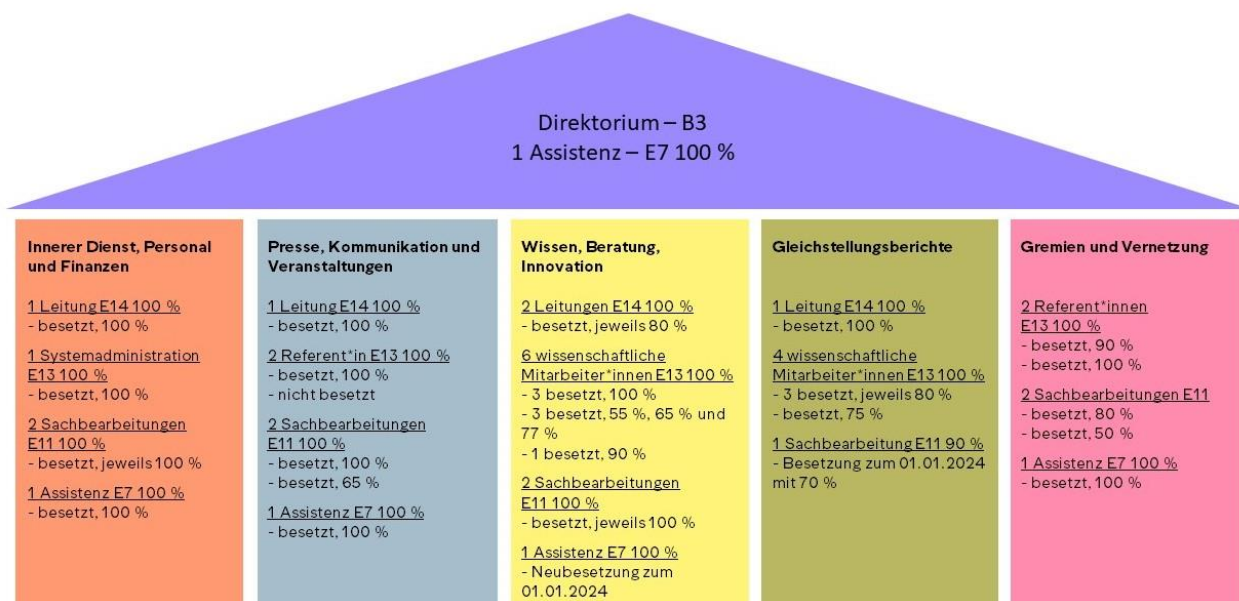 Direktorium – B3
1 Assistenz – E7 100 %
Innerer Dienst, Personal
und Finanzen
1 Leitung E14 100 %
- besetzt, 100 %
1 Systemadministration
E13 100 %
- besetzt, 100 %
2 Sachbearbeitungen
E11 100 %
- besetzt, jeweils 100 %
1 Assistenz E7 100 %
- besetzt, 100 %
Presse, Kommunikation und
Veranstaltungen
1 Leitung E14 100 %
- besetzt, 100 %
2 Referent*in E13 100 %
- besetzt, 100 %
- nicht besetzt
2 Sachbearbeitungen
E11 100 %
- besetzt, 100 %
- besetzt, 65 %
1 Assistenz E7 100 %
- besetzt, 100 %
Wissen, Beratung,
Innovation
2 Leitungen E14 100 %
- besetzt, jeweils 80 %
6 wissenschaftliche
Mitarbeiter*innen E13 100 %
- 3 besetzt, 100 %
- 3 besetzt, 55 %, 65 % und
77 %
- 1 besetzt, 90 %
2 Sachbearbeitungen
E11 100 %
- besetzt, jeweils 100 %
1 Assistenz E7 100 %
- Neubesetzung zum
01.01.2024
Gleichstellungsberichte
1 Leitung E14 100 %
- besetzt, 100 %
4 wissenschaftliche
Mitarbeiter*innen E13 100 %
- 3 besetzt, jeweils 80 %
- besetzt, 75 %
1 Sachbearbeitung E11 90 %
- Besetzung zum 01.01.2024
mit 70 %
Gremien und Vernetzung
2 Referent*innen
E13 100 %
- besetzt, 90 %
- besetzt, 100 %
2 Sachbearbeitungen E11
- besetzt, 80 %
- besetzt, 50 %
1 Assistenz E7 100 %
- besetzt, 100 %